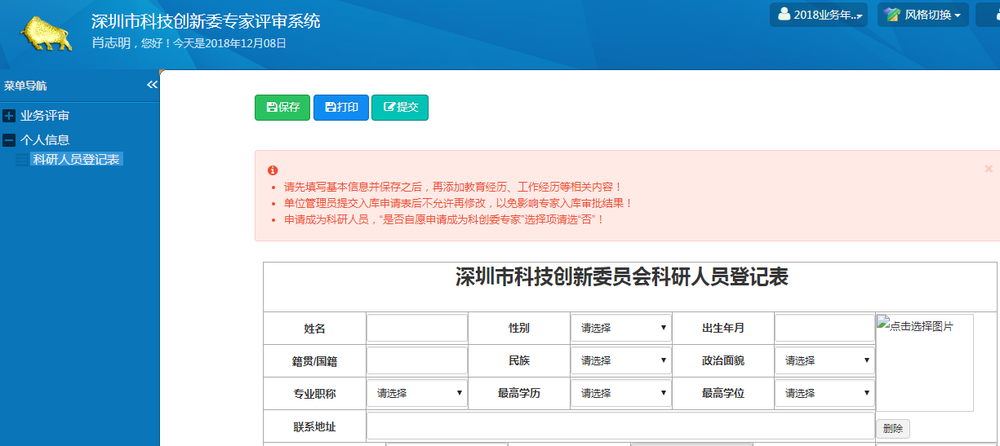 深圳市科技创新委专家评审系统
肖志明，您好！今天是2018年12月08日
2018业务年...
风格切换
菜单导航
业务评审
个人信息
科研人员登记表
保存 打印 提交
请先填写基本信息并保存之后，再添加教育经历、工作经历等相关内容！
单位管理员提交入库申请表后不允许再修改，以免影响专家入库审批结果！
申请成为科研人员，“是否自愿申请成为科创委专家”选择项请选“否”！
深圳市科技创新委员会科研人员登记表
姓名 性别 请选择 出生年月 点击选择图片
籍贯/国籍 民族 请选择 政治面貌 请选择
专业职称 请选择 最高学历 请选择 最高学位 请选择
联系地址 删除